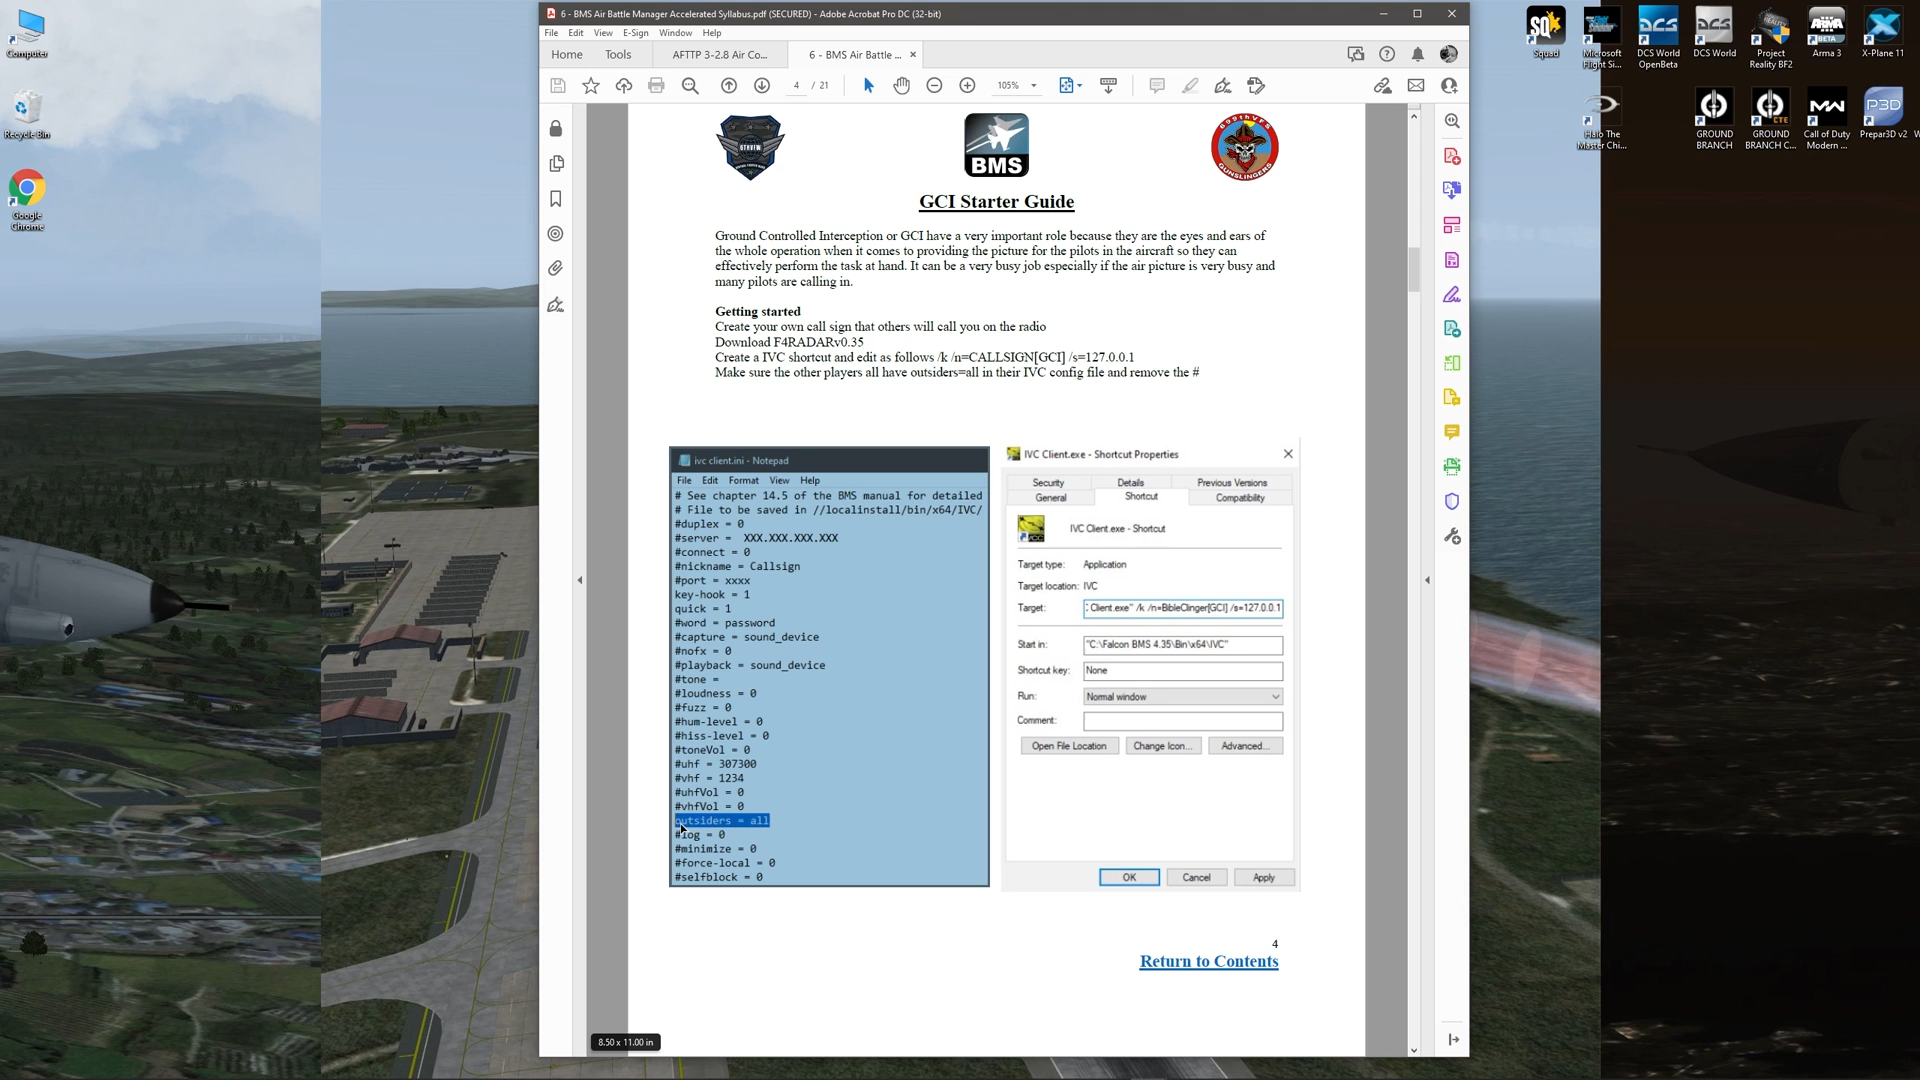 6 - BMS Air Battle Manager Accelerated Syllabus.pdf (SECURED) - Adobe Acrobat Pro DC (32-bit)
File Edit View E-Sign Window Help
Home Tools AFTTP 3-2.8 Air Co... 6 - BMS Air Battle ...
4 / 21 105%
BMS
699thVFS
GUNSLINGERS
GCI Starter Guide
Ground Controlled Interception or GCI have a very important role because they are the eyes and ears of
the whole operation when it comes to providing the picture for the pilots in the aircraft so they can
effectively perform the task at hand. It can be a very busy job especially if the air picture is very busy and
many pilots are calling in.
Getting started
Create your own call sign that others will call you on the radio
Download F4RADARv0.35
Create a IVC shortcut and edit as follows /k /n=CALLSIGN[GCI] /s=127.0.0.1
Make sure the other players all have outsiders=all in their IVC config file and remove the #
ivc client.ini - Notepad
File Edit Format View Help
# See chapter 14.5 of the BMS manual for detailed
# File to be saved in //localinstall/bin/x64/IVC/
#duplex = 0
#server = XXX.XXX.XXX.XXX
#connect = 0
#nickname = Callsign
#port = xxxx
key-hook = 1
quick = 1
#word = password
#capture = sound_device
#nofx = 0
#playback = sound_device
#tone =
#loudness = 0
#fuzz = 0
#hum-level = 0
#hiss-level = 0
#toneVol = 0
#uhf = 307300
#vhf = 1234
#uhfVol = 0
#vhfVol = 0
outsiders = all
#log = 0
#minimize = 0
#force-local = 0
#selfblock = 0
IVC Client.exe - Shortcut Properties
Security Details Previous Versions
General Shortcut Compatibility
IVC Client.exe - Shortcut
Target type: Application
Target location: IVC
Target: : Client.exe" /k /n=BibleClinger[GCI] /s=127.0.0.1
Start in: "C:\Falcon BMS 4.35\Bin\x64\IVC"
Shortcut key: None
Run: Normal window
Comment:
Open File Location Change Icon... Advanced...
OK Cancel Apply
4
Return to Contents
8.50 x 11.00 in
Computer
Recycle Bin
Google
Chrome
SQ
Squad
Microsoft
Flight Si...
DCS
DCS World
OpenBeta
DCS
DCS World
Project
Reality BF2
ARMA
BETA
Arma 3
X-Plane 11
Halo The
Master Chi...
GROUND
BRANCH
CTE
GROUND
BRANCH C...
Call of Duty
Modern ...
P3D
Prepar3D v2
W